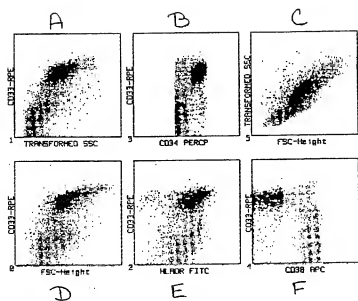 A B C
CD33-RPE CD33-RPE TRANSFORMED SSC
1 3 5
TRANSFORMED SSC CD34 PERCP FSC-Height
CD33-RPE CD33-RPE CD33-RPE
0 2 4
FSC-Height HLADR FITC CD38 APC
D E F